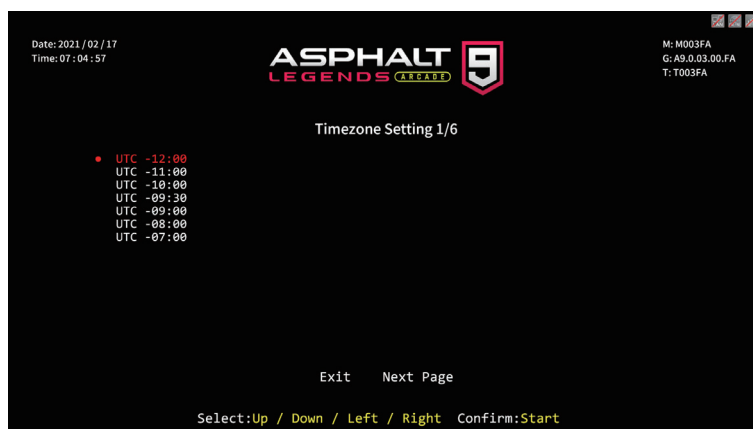 Date: 2021 / 02 / 17
Time: 07 : 04 : 57
ASPHALT 9
LEGENDS ARCADE
M: M003FA
G: A9.0.03.00.FA
T: T003FA
Timezone Setting 1/6
UTC -12:00
UTC -11:00
UTC -10:00
UTC -09:30
UTC -09:00
UTC -08:00
UTC -07:00
Exit Next Page
Select:Up / Down / Left / Right Confirm:Start